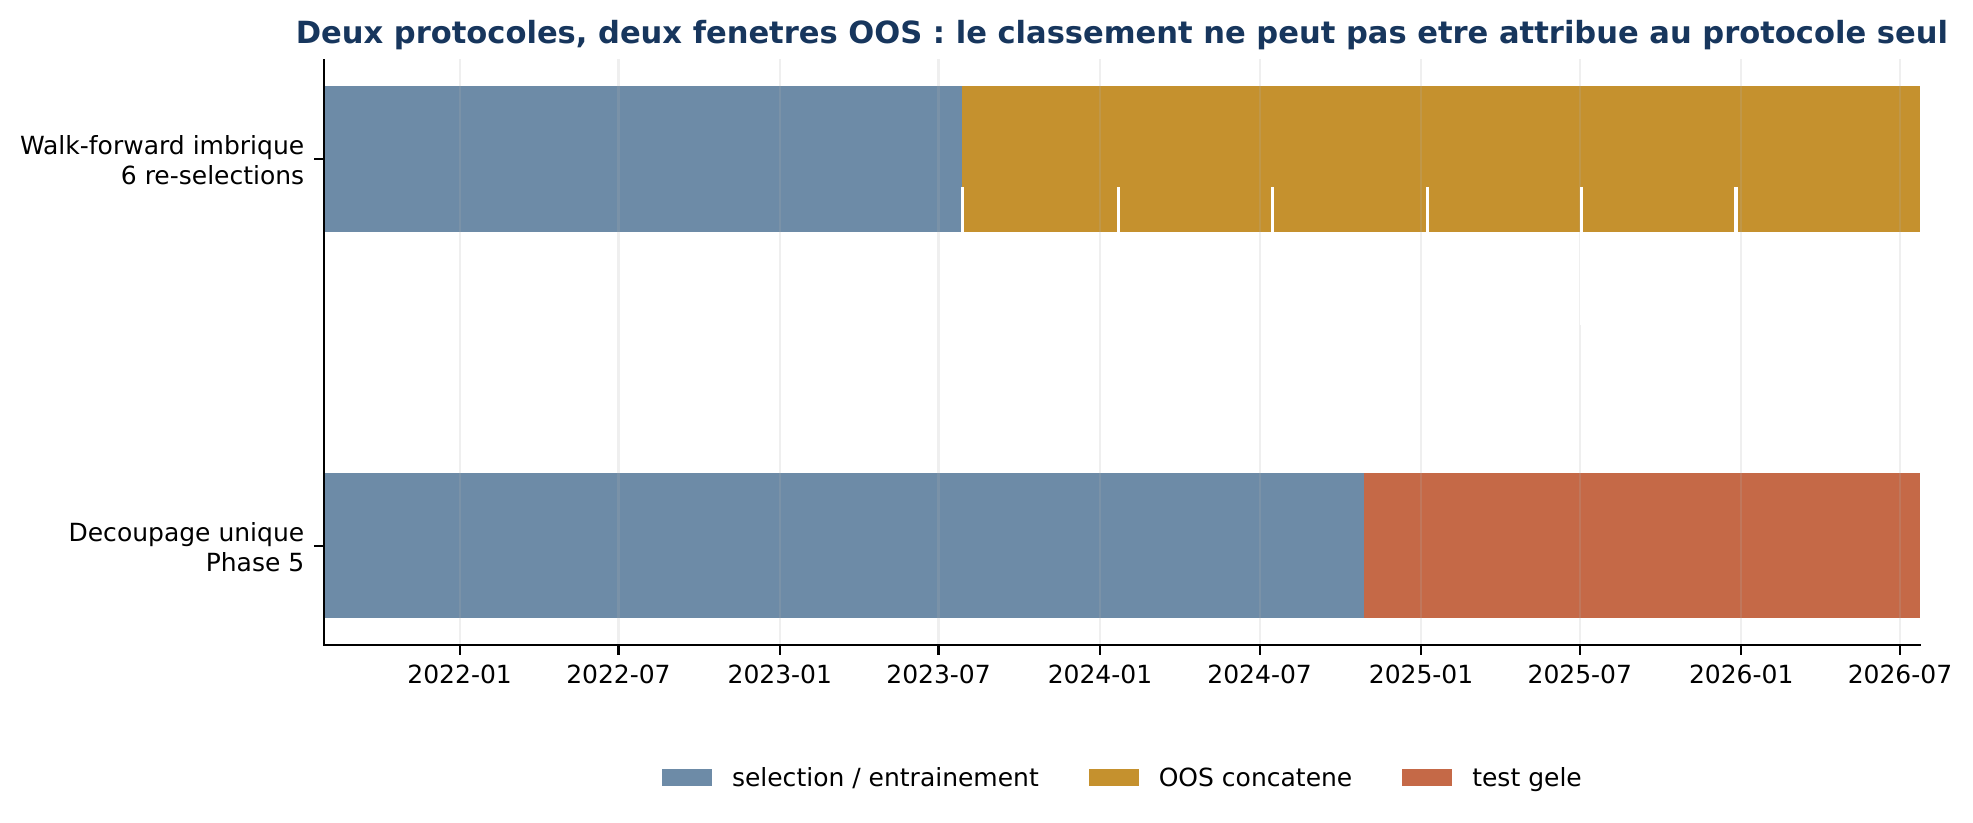 Deux protocoles, deux fenetres OOS : le classement ne peut pas etre attribue au protocole seul
Walk-forward imbrique
6 re-selections
Decoupage unique
Phase 5
2022-01
2022-07
2023-01
2023-07
2024-01
2024-07
2025-01
2025-07
2026-01
2026-07
selection / entrainement
OOS concatene
test gele